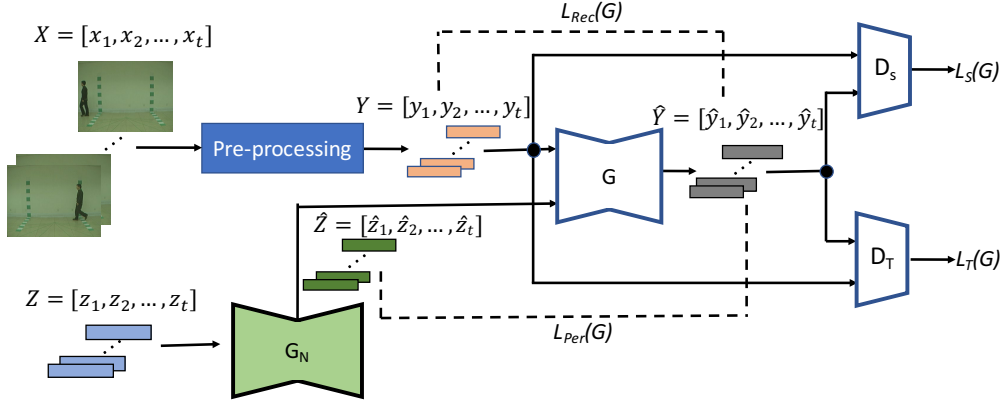 L_Rec(G)
X = [x_1, x_2, ..., x_t]
D_s
L_S(G)
Y = [y_1, y_2, ..., y_t]
Ŷ = [ŷ_1, ŷ_2, ..., ŷ_t]
Pre-processing
G
Ẑ = [ẑ_1, ẑ_2, ..., ẑ_t]
D_T
L_T(G)
Z = [z_1, z_2, ..., z_t]
L_Per(G)
G_N